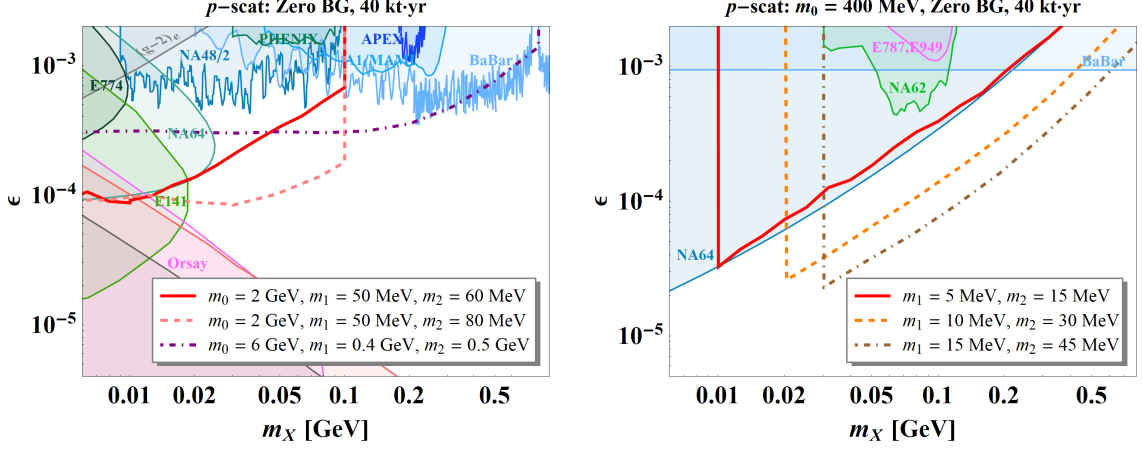 p−scat: Zero BG, 40 kt·yr
(g-2)e
PHENIX
APEX
NA48/2
A1/MAMI
BaBar
E774
NA64
E141
Orsay
10⁻³
10⁻⁴
10⁻⁵
ϵ
m₀ = 2 GeV, m₁ = 50 MeV, m₂ = 60 MeV
m₀ = 2 GeV, m₁ = 50 MeV, m₂ = 80 MeV
m₀ = 6 GeV, m₁ = 0.4 GeV, m₂ = 0.5 GeV
0.01 0.02 0.05 0.1 0.2 0.5
m_X [GeV]
p−scat: m₀ = 400 MeV, Zero BG, 40 kt·yr
E787,E949
BaBar
NA62
NA64
10⁻³
10⁻⁴
10⁻⁵
ϵ
m₁ = 5 MeV, m₂ = 15 MeV
m₁ = 10 MeV, m₂ = 30 MeV
m₁ = 15 MeV, m₂ = 45 MeV
0.01 0.02 0.05 0.1 0.2 0.5
m_X [GeV]